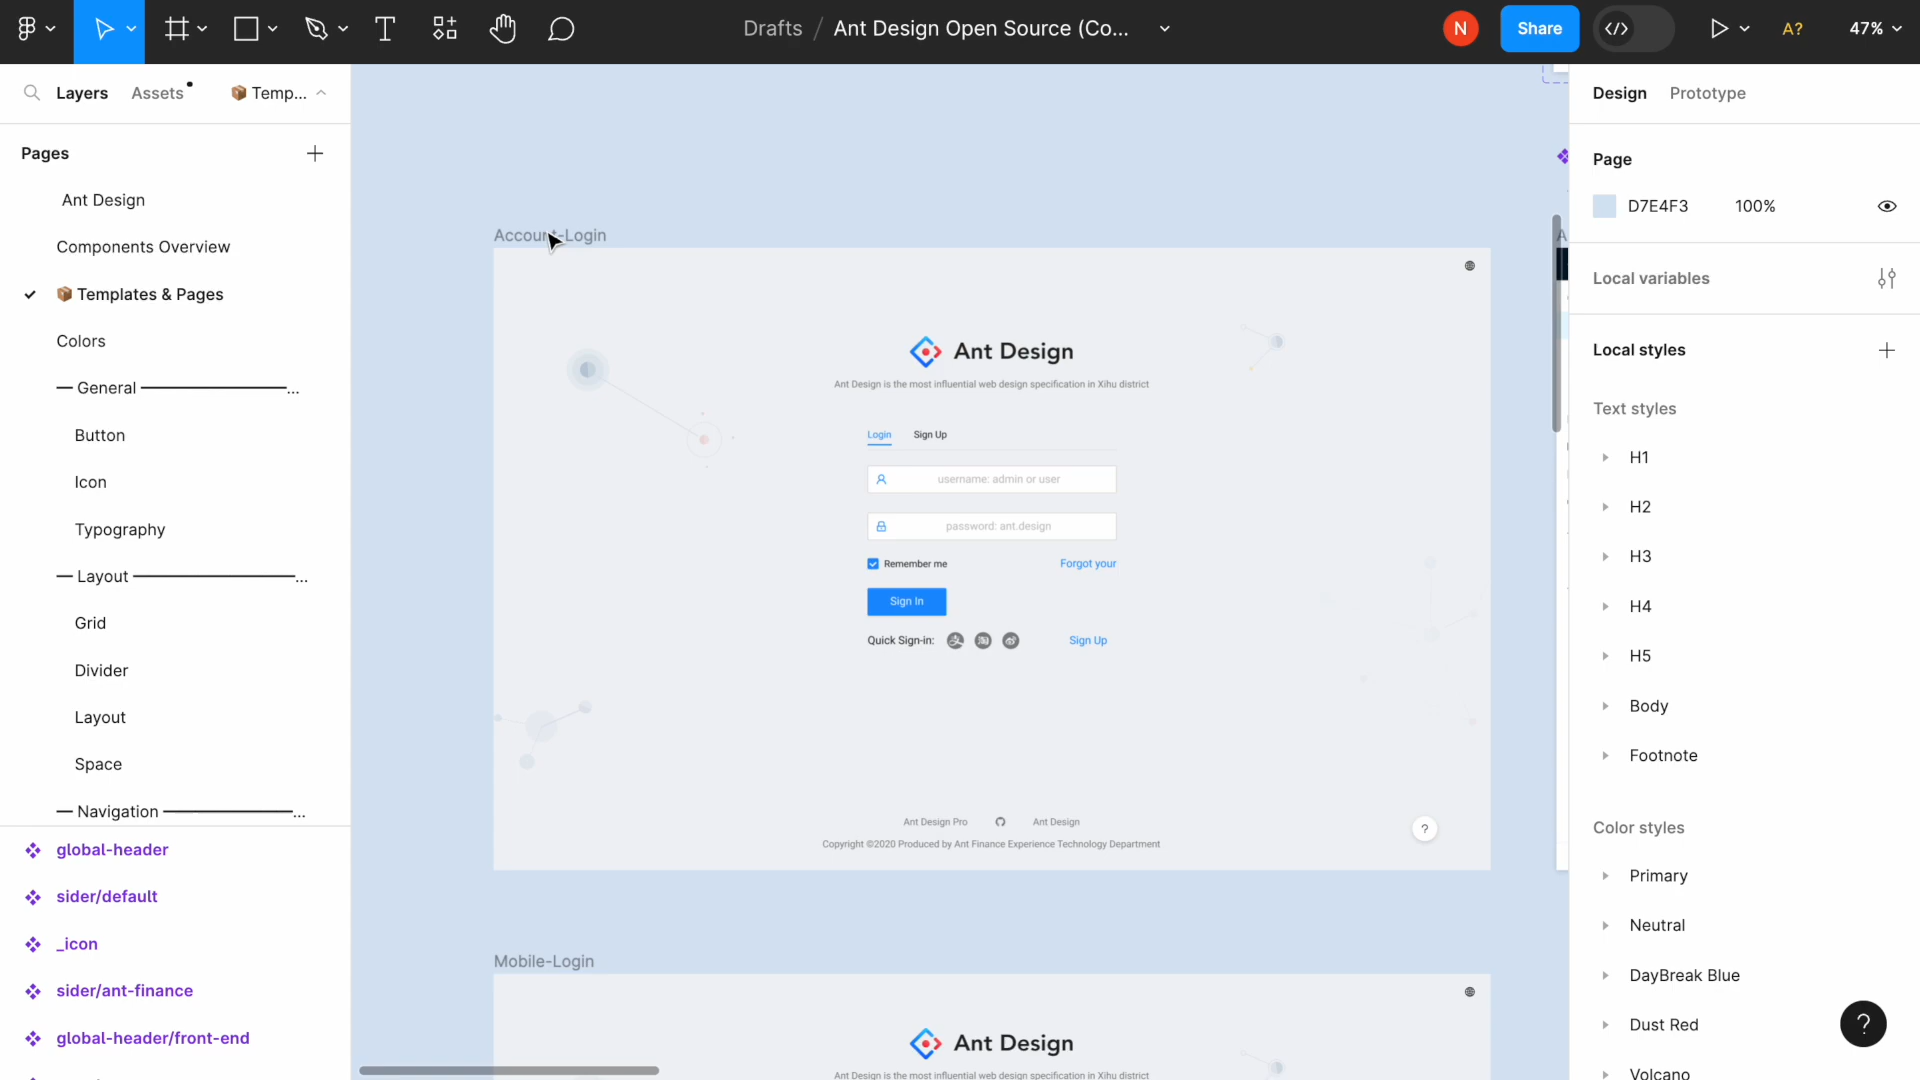 Drafts / Ant Design Open Source (Co...
N
Share
A?
47%
Layers
Assets
Temp...
Pages
Ant Design
Components Overview
Templates & Pages
Colors
— General ——————...
Button
Icon
Typography
— Layout ———————...
Grid
Divider
Layout
Space
— Navigation —————...
global-header
sider/default
_icon
sider/ant-finance
global-header/front-end
Account-Login
Ant Design
Ant Design is the most influential web design specification in Xihu district
Login
Sign Up
username: admin or user
password: ant.design
Remember me
Forgot your
Sign In
Quick Sign-in:
Sign Up
Ant Design Pro
Ant Design
Copyright ©2020 Produced by Ant Finance Experience Technology Department
?
Mobile-Login
Ant Design
Ant Design is the most influential web design specification in Xihu district
A
Design
Prototype
Page
D7E4F3
100%
Local variables
Local styles
Text styles
H1
H2
H3
H4
H5
Body
Footnote
Color styles
Primary
Neutral
DayBreak Blue
Dust Red
Volcano
?